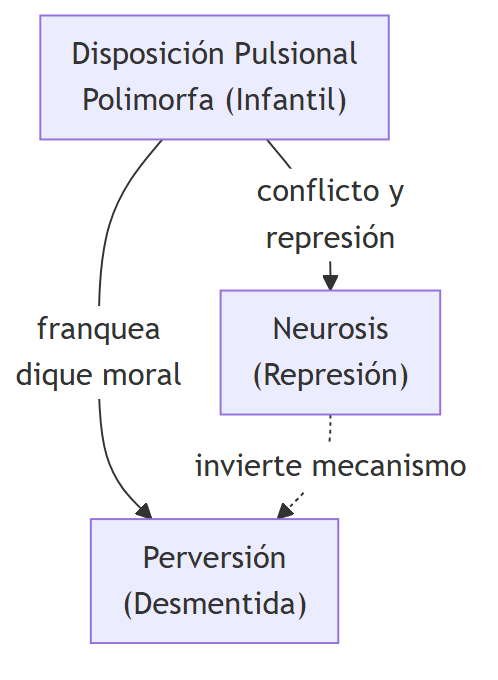 Disposición Pulsional
Polimorfa (Infantil)
conflicto y
represión
franquea
dique moral
Neurosis
(Represión)
invierte mecanismo
Perversión
(Desmentida)